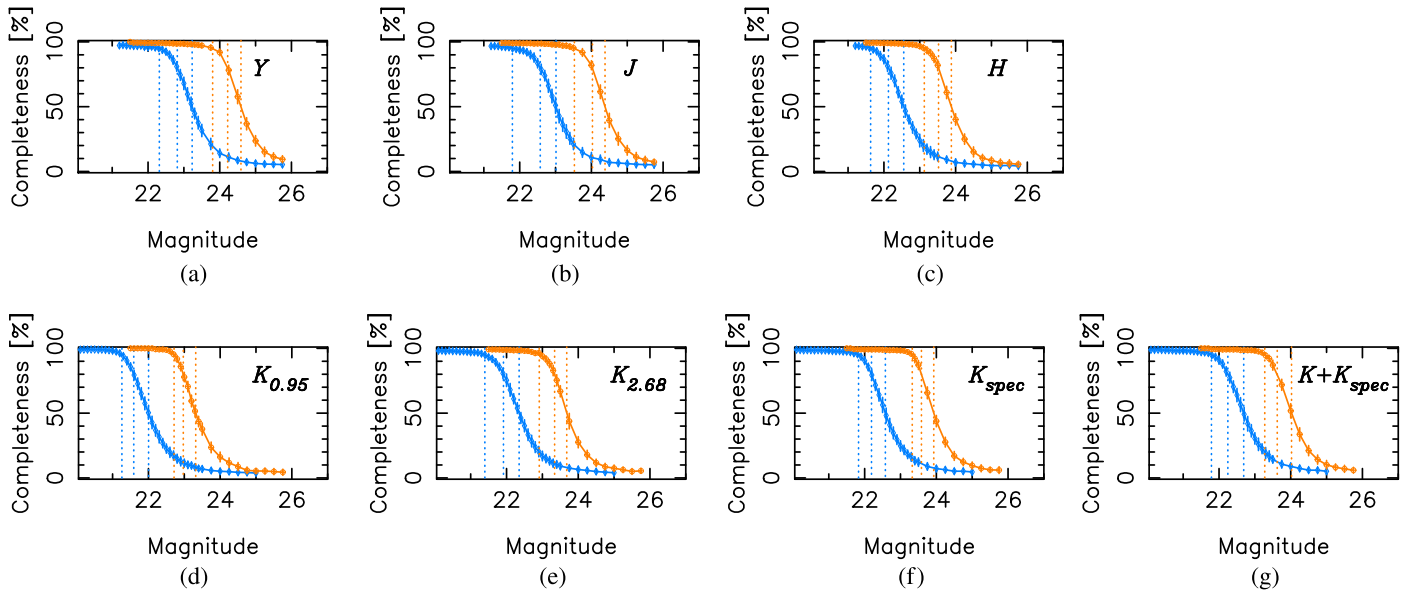 Completeness [%]
100
50
0
Y
22 24 26
Magnitude
(a)
Completeness [%]
100
50
0
J
22 24 26
Magnitude
(b)
Completeness [%]
100
50
0
H
22 24 26
Magnitude
(c)
Completeness [%]
100
50
0
K0.95
22 24 26
Magnitude
(d)
Completeness [%]
100
50
0
K2.68
22 24 26
Magnitude
(e)
Completeness [%]
100
50
0
Kspec
22 24 26
Magnitude
(f)
Completeness [%]
100
50
0
K+Kspec
22 24 26
Magnitude
(g)